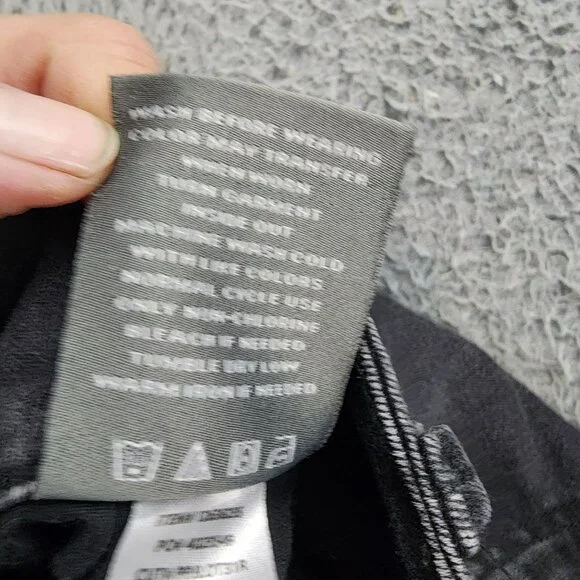 WASH BEFORE WEARING
COLOR MAY TRANSFER
WHEN WORN
TURN GARMENT
INSIDE OUT
MACHINE WASH COLD
WITH LIKE COLORS
NORMAL CYCLE USE
ONLY NON-CHLORINE
BLEACH IF NEEDED
TUMBLE DRY LOW
WARM IRON IF NEEDED